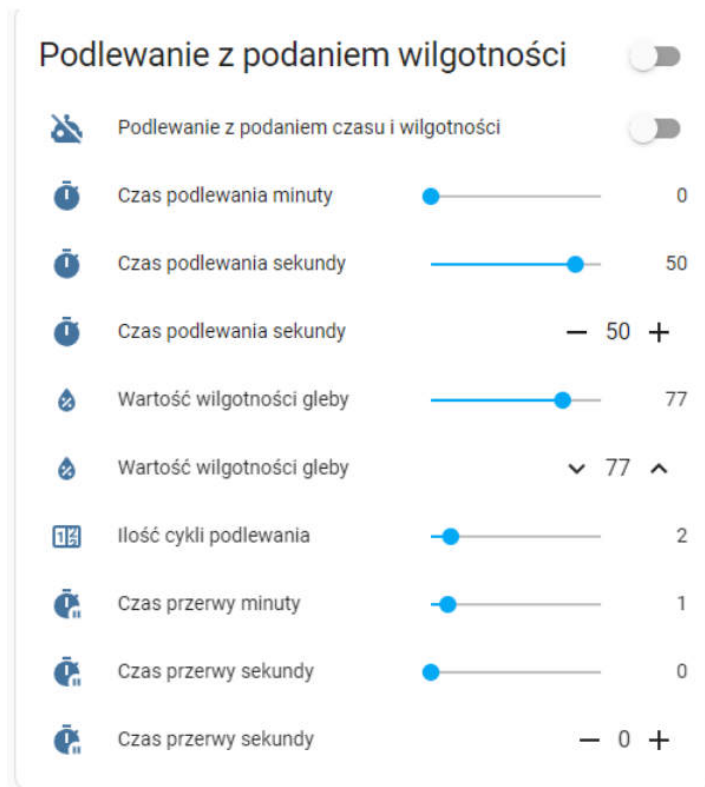 Podlewanie z podaniem wilgotności
Podlewanie z podaniem czasu i wilgotności
Czas podlewania minuty 0
Czas podlewania sekundy 50
Czas podlewania sekundy − 50 +
Wartość wilgotności gleby 77
Wartość wilgotności gleby 77
Ilość cykli podlewania 2
Czas przerwy minuty 1
Czas przerwy sekundy 0
Czas przerwy sekundy − 0 +